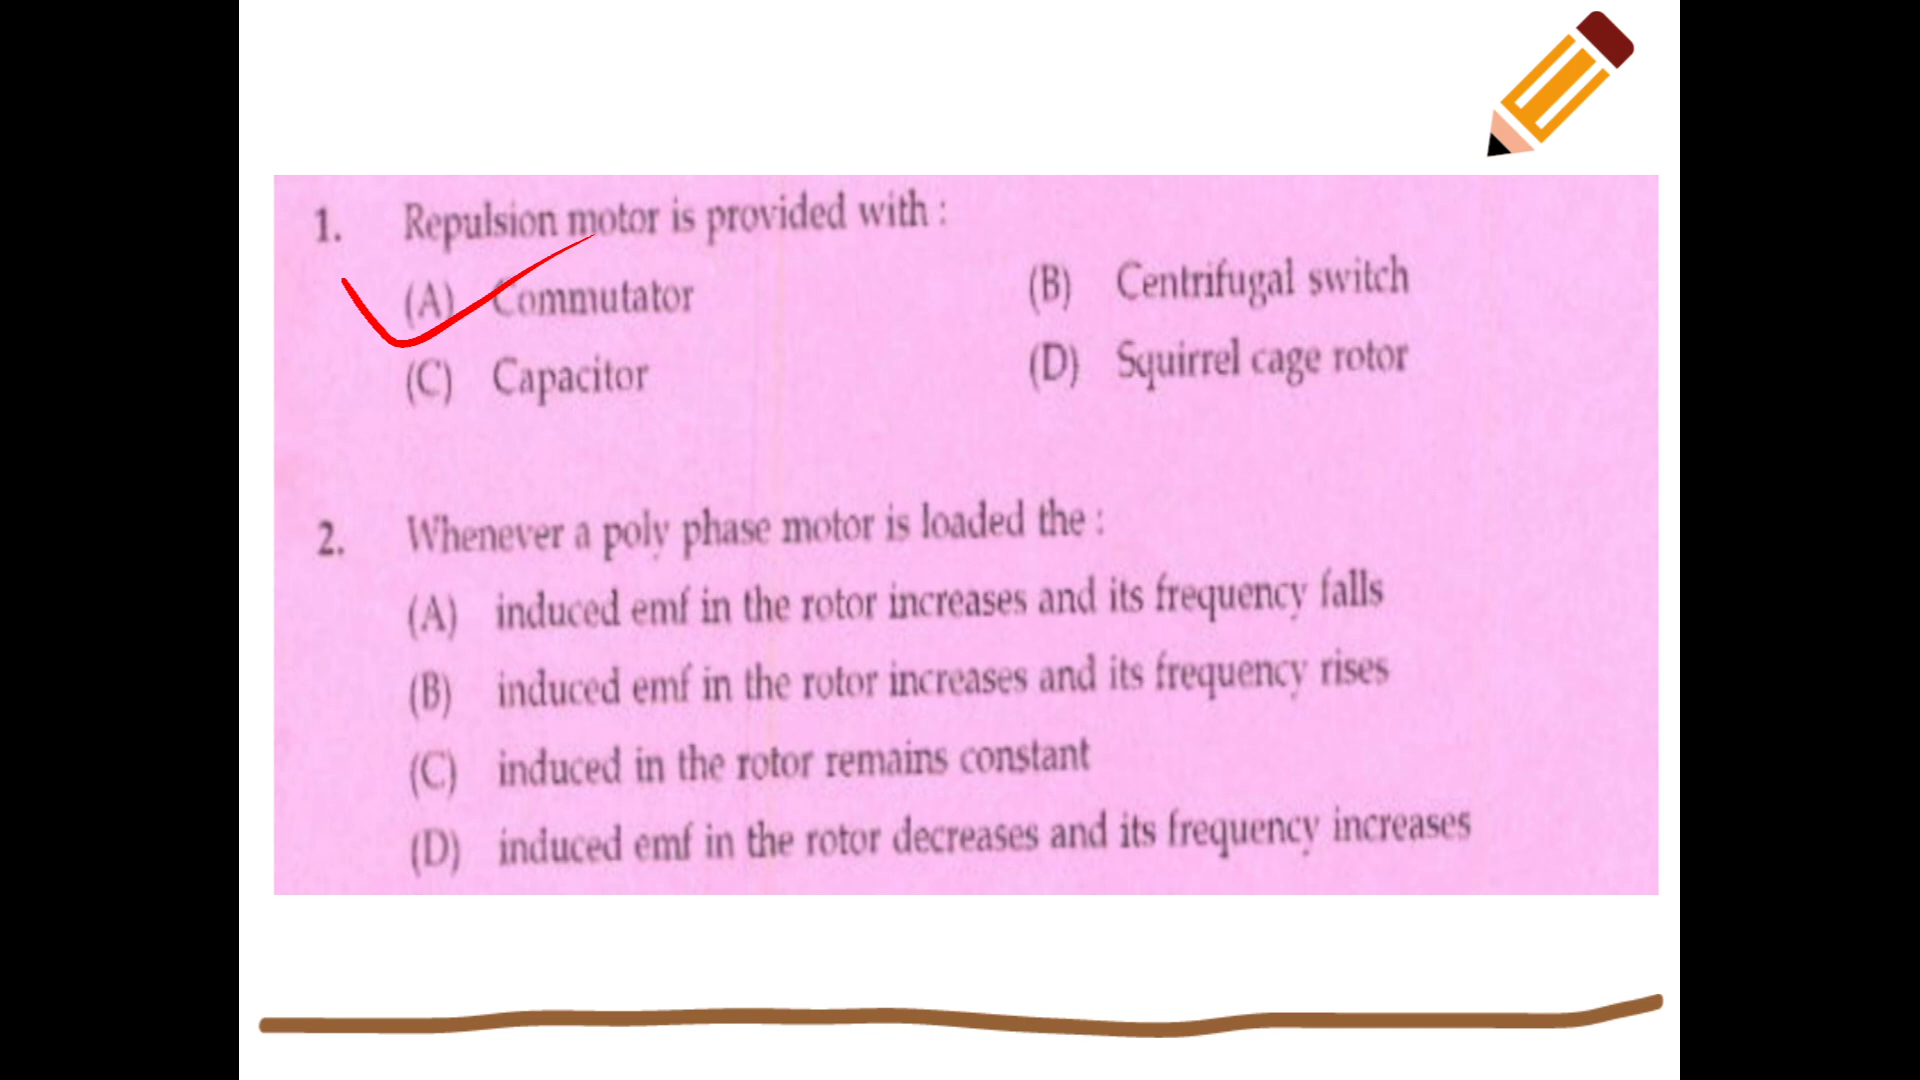 1. Repulsion motor is provided with :
(A) Commutator (B) Centrifugal switch
(C) Capacitor (D) Squirrel cage rotor
2. Whenever a poly phase motor is loaded the :
(A) induced emf in the rotor increases and its frequency falls
(B) induced emf in the rotor increases and its frequency rises
(C) induced in the rotor remains constant
(D) induced emf in the rotor decreases and its frequency increases